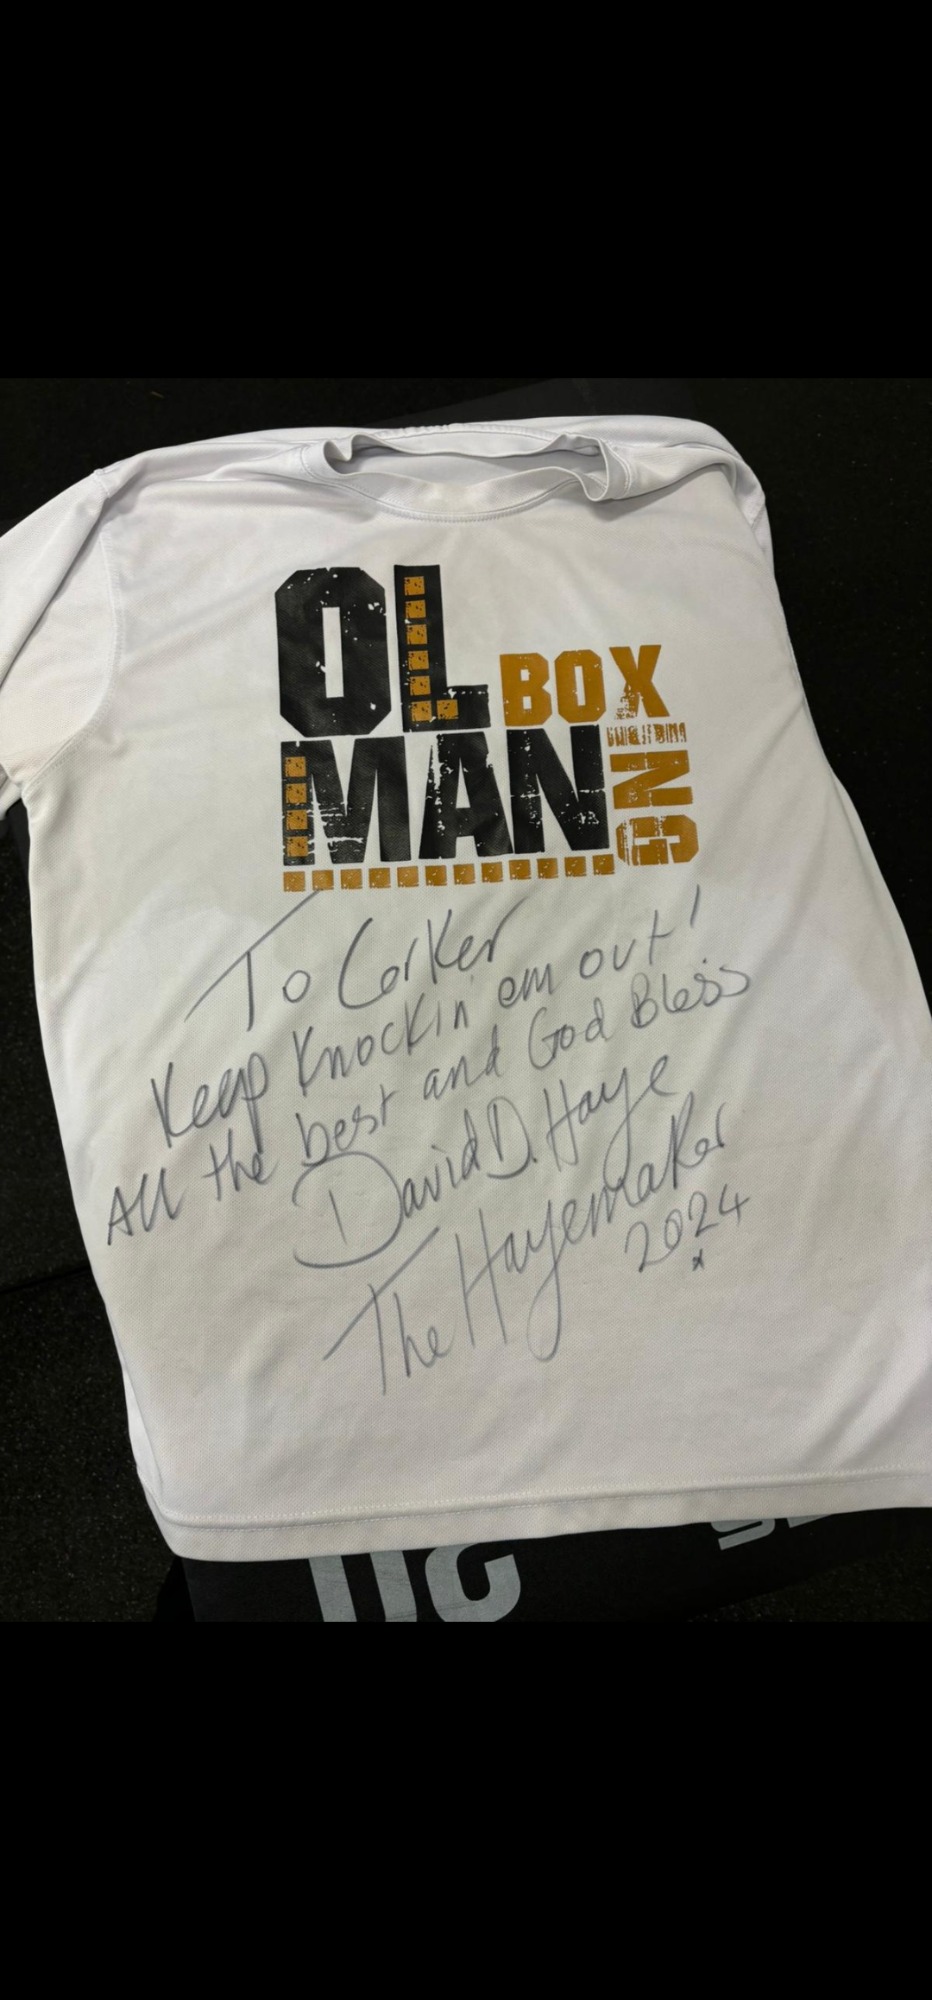 OL
BOX
MAN
ING
To Corker
Keep Knockin' em out!
All the best and God Bless
David D. Haye
The Hayemaker
2024